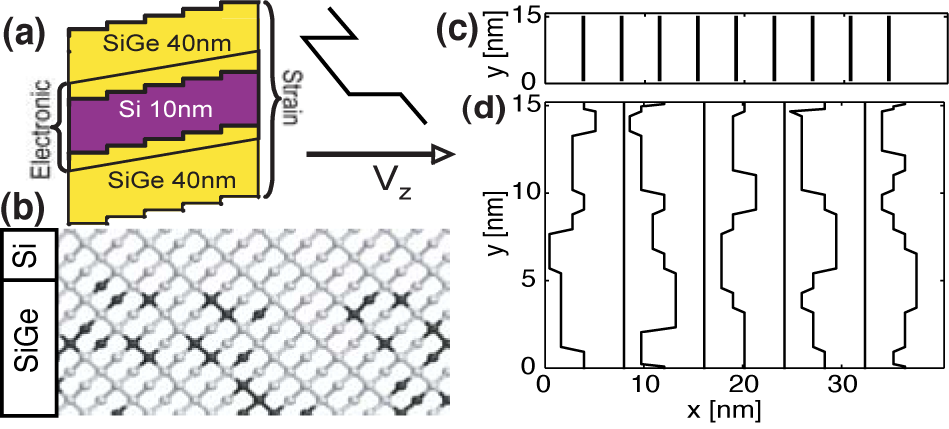 (a)
SiGe 40nm
Si 10nm
SiGe 40nm
Electronic
Strain
Vz
(b)
Si
SiGe
(c)
y [nm]
15
0
(d)
y [nm]
15
10
5
0
0 10 20 30
x [nm]